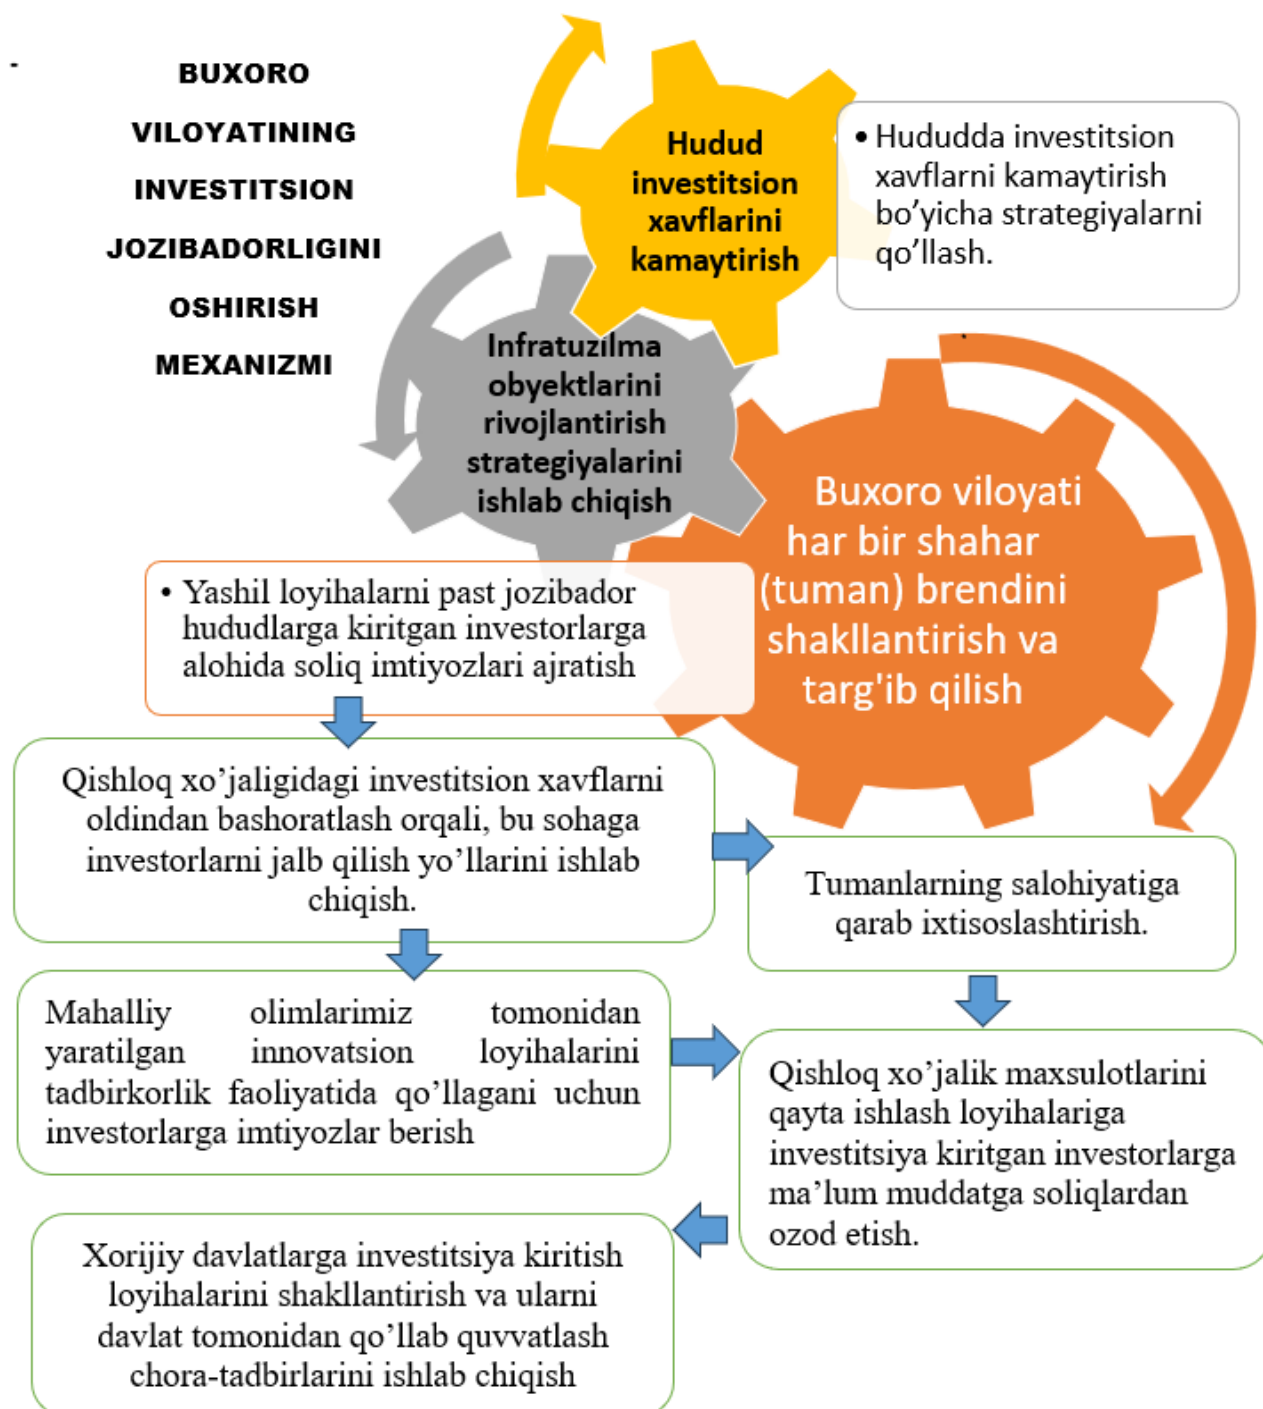 BUXORO
VILOYATINING
INVESTITSION
JOZIBADORLIGINI
OSHIRISH
MEXANIZMI
Hudud
investitsion
xavflarini
kamaytirish
• Hududda investitsion
xavflarni kamaytirish
bo’yicha strategiyalarni
qo’llash.
Infratuzilma
obyektlarini
rivojlantirish
strategiyalarini
ishlab chiqish
Buxoro viloyati
har bir shahar
(tuman) brendini
shakllantirish va
targ'ib qilish
• Yashil loyihalarni past jozibador
hududlarga kiritgan investorlarga
alohida soliq imtiyozlari ajratish
Qishloq xo’jaligidagi investitsion xavflarni
oldindan bashoratlash orqali, bu sohaga
investorlarni jalb qilish yo’llarini ishlab
chiqish.
Tumanlarning salohiyatiga
qarab ixtisoslashtirish.
Mahalliy olimlarimiz tomonidan
yaratilgan innovatsion loyihalarini
tadbirkorlik faoliyatida qo’llagani uchun
investorlarga imtiyozlar berish
Qishloq xo’jalik maxsulotlarini
qayta ishlash loyihalariga
investitsiya kiritgan investorlarga
ma’lum muddatga soliqlardan
ozod etish.
Xorijiy davlatlarga investitsiya kiritish
loyihalarini shakllantirish va ularni
davlat tomonidan qo’llab quvvatlash
chora-tadbirlarini ishlab chiqish